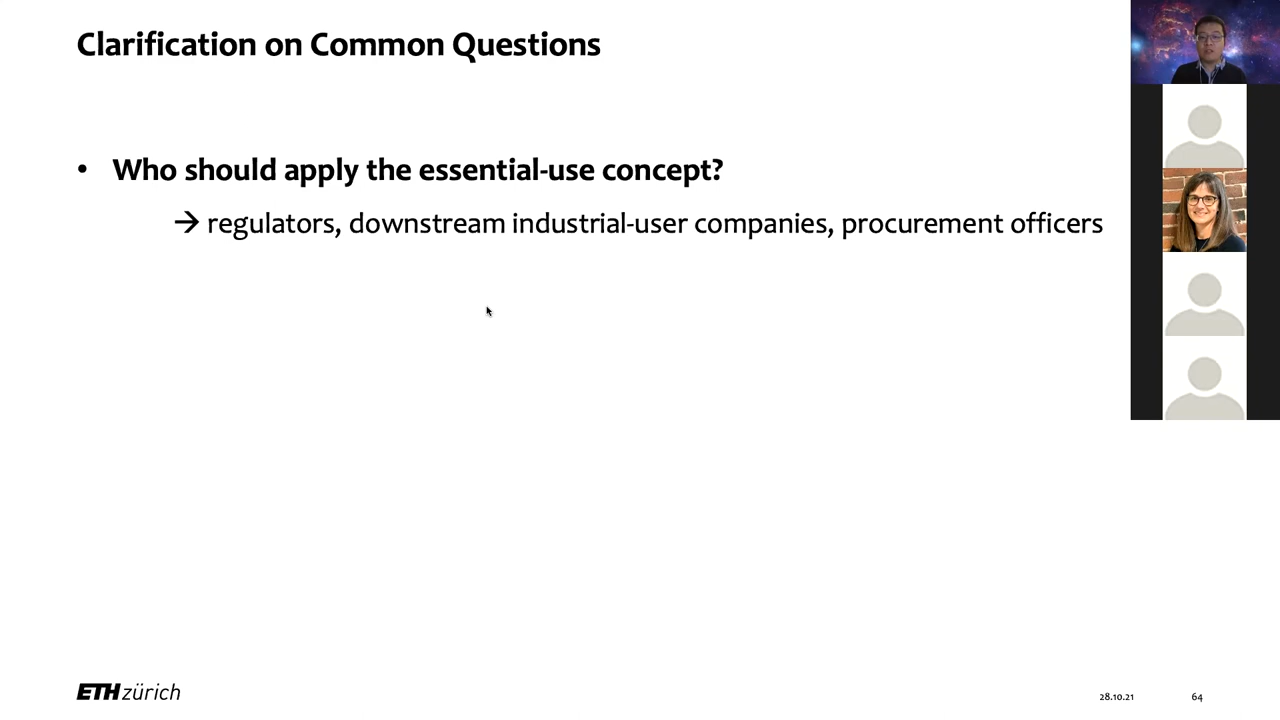 Clarification on Common Questions
• Who should apply the essential-use concept?
→ regulators, downstream industrial-user companies, procurement officers
ETH zürich
28.10.21
64